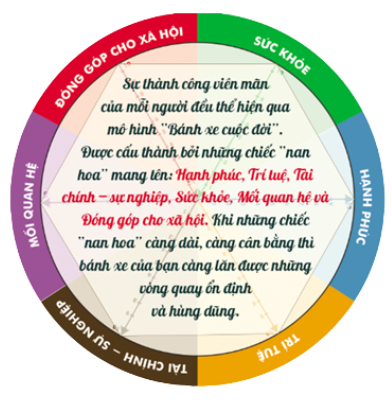 ĐÓNG GÓP CHO XÃ HỘI
SỨC KHỎE
HẠNH PHÚC
TRÍ TUỆ
TÀI CHÍNH – SỰ NGHIỆP
MỐI QUAN HỆ
Sự thành công viên mãn
của mỗi người đều thể hiện qua
mô hình "Bánh xe cuộc đời".
Được cấu thành bởi những chiếc "nan
hoa" mang tên: Hạnh phúc, Trí tuệ, Tài
chính – sự nghiệp, Sức khỏe, Mối quan hệ và
Đóng góp cho xã hội. Khi những chiếc
"nan hoa" càng dài, càng cân bằng thì
bánh xe của bạn càng lăn được những
vòng quay ổn định
và hùng dũng.